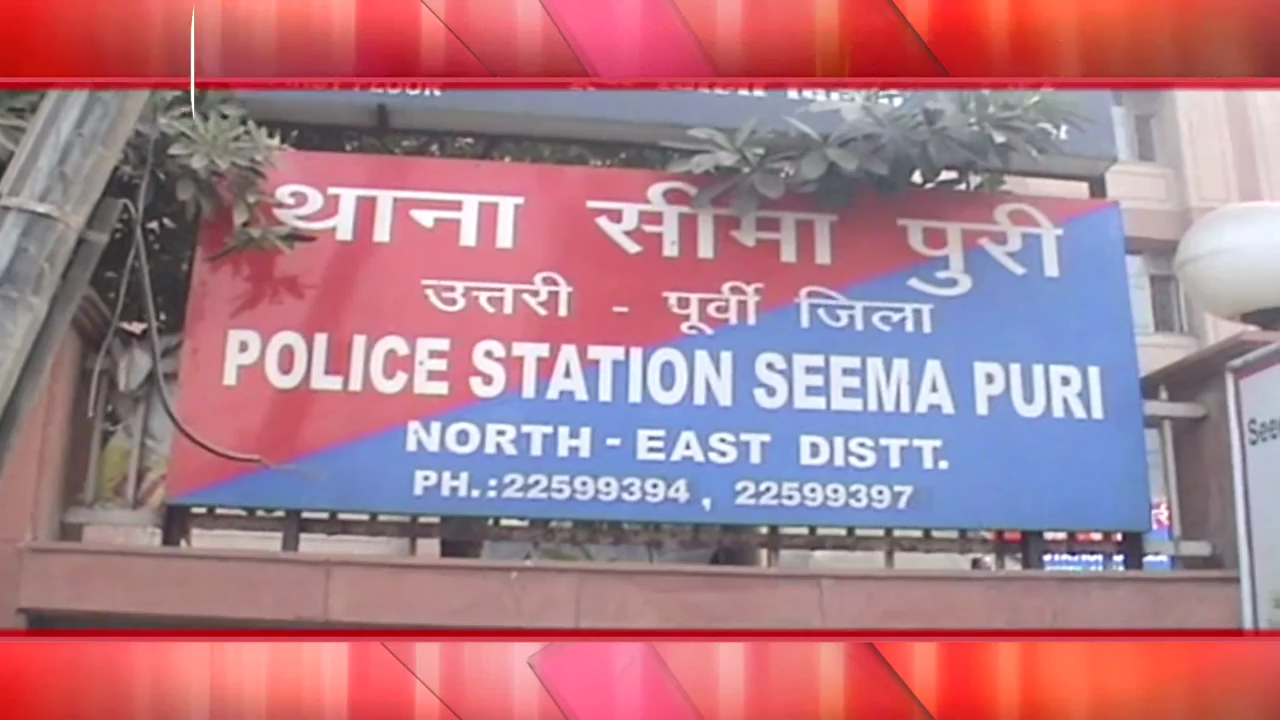 थाना सीमा पुरी
उत्तरी - पूर्वी जिला
POLICE STATION SEEMA PURI
NORTH - EAST DISTT.
PH.:22599394 , 22599397